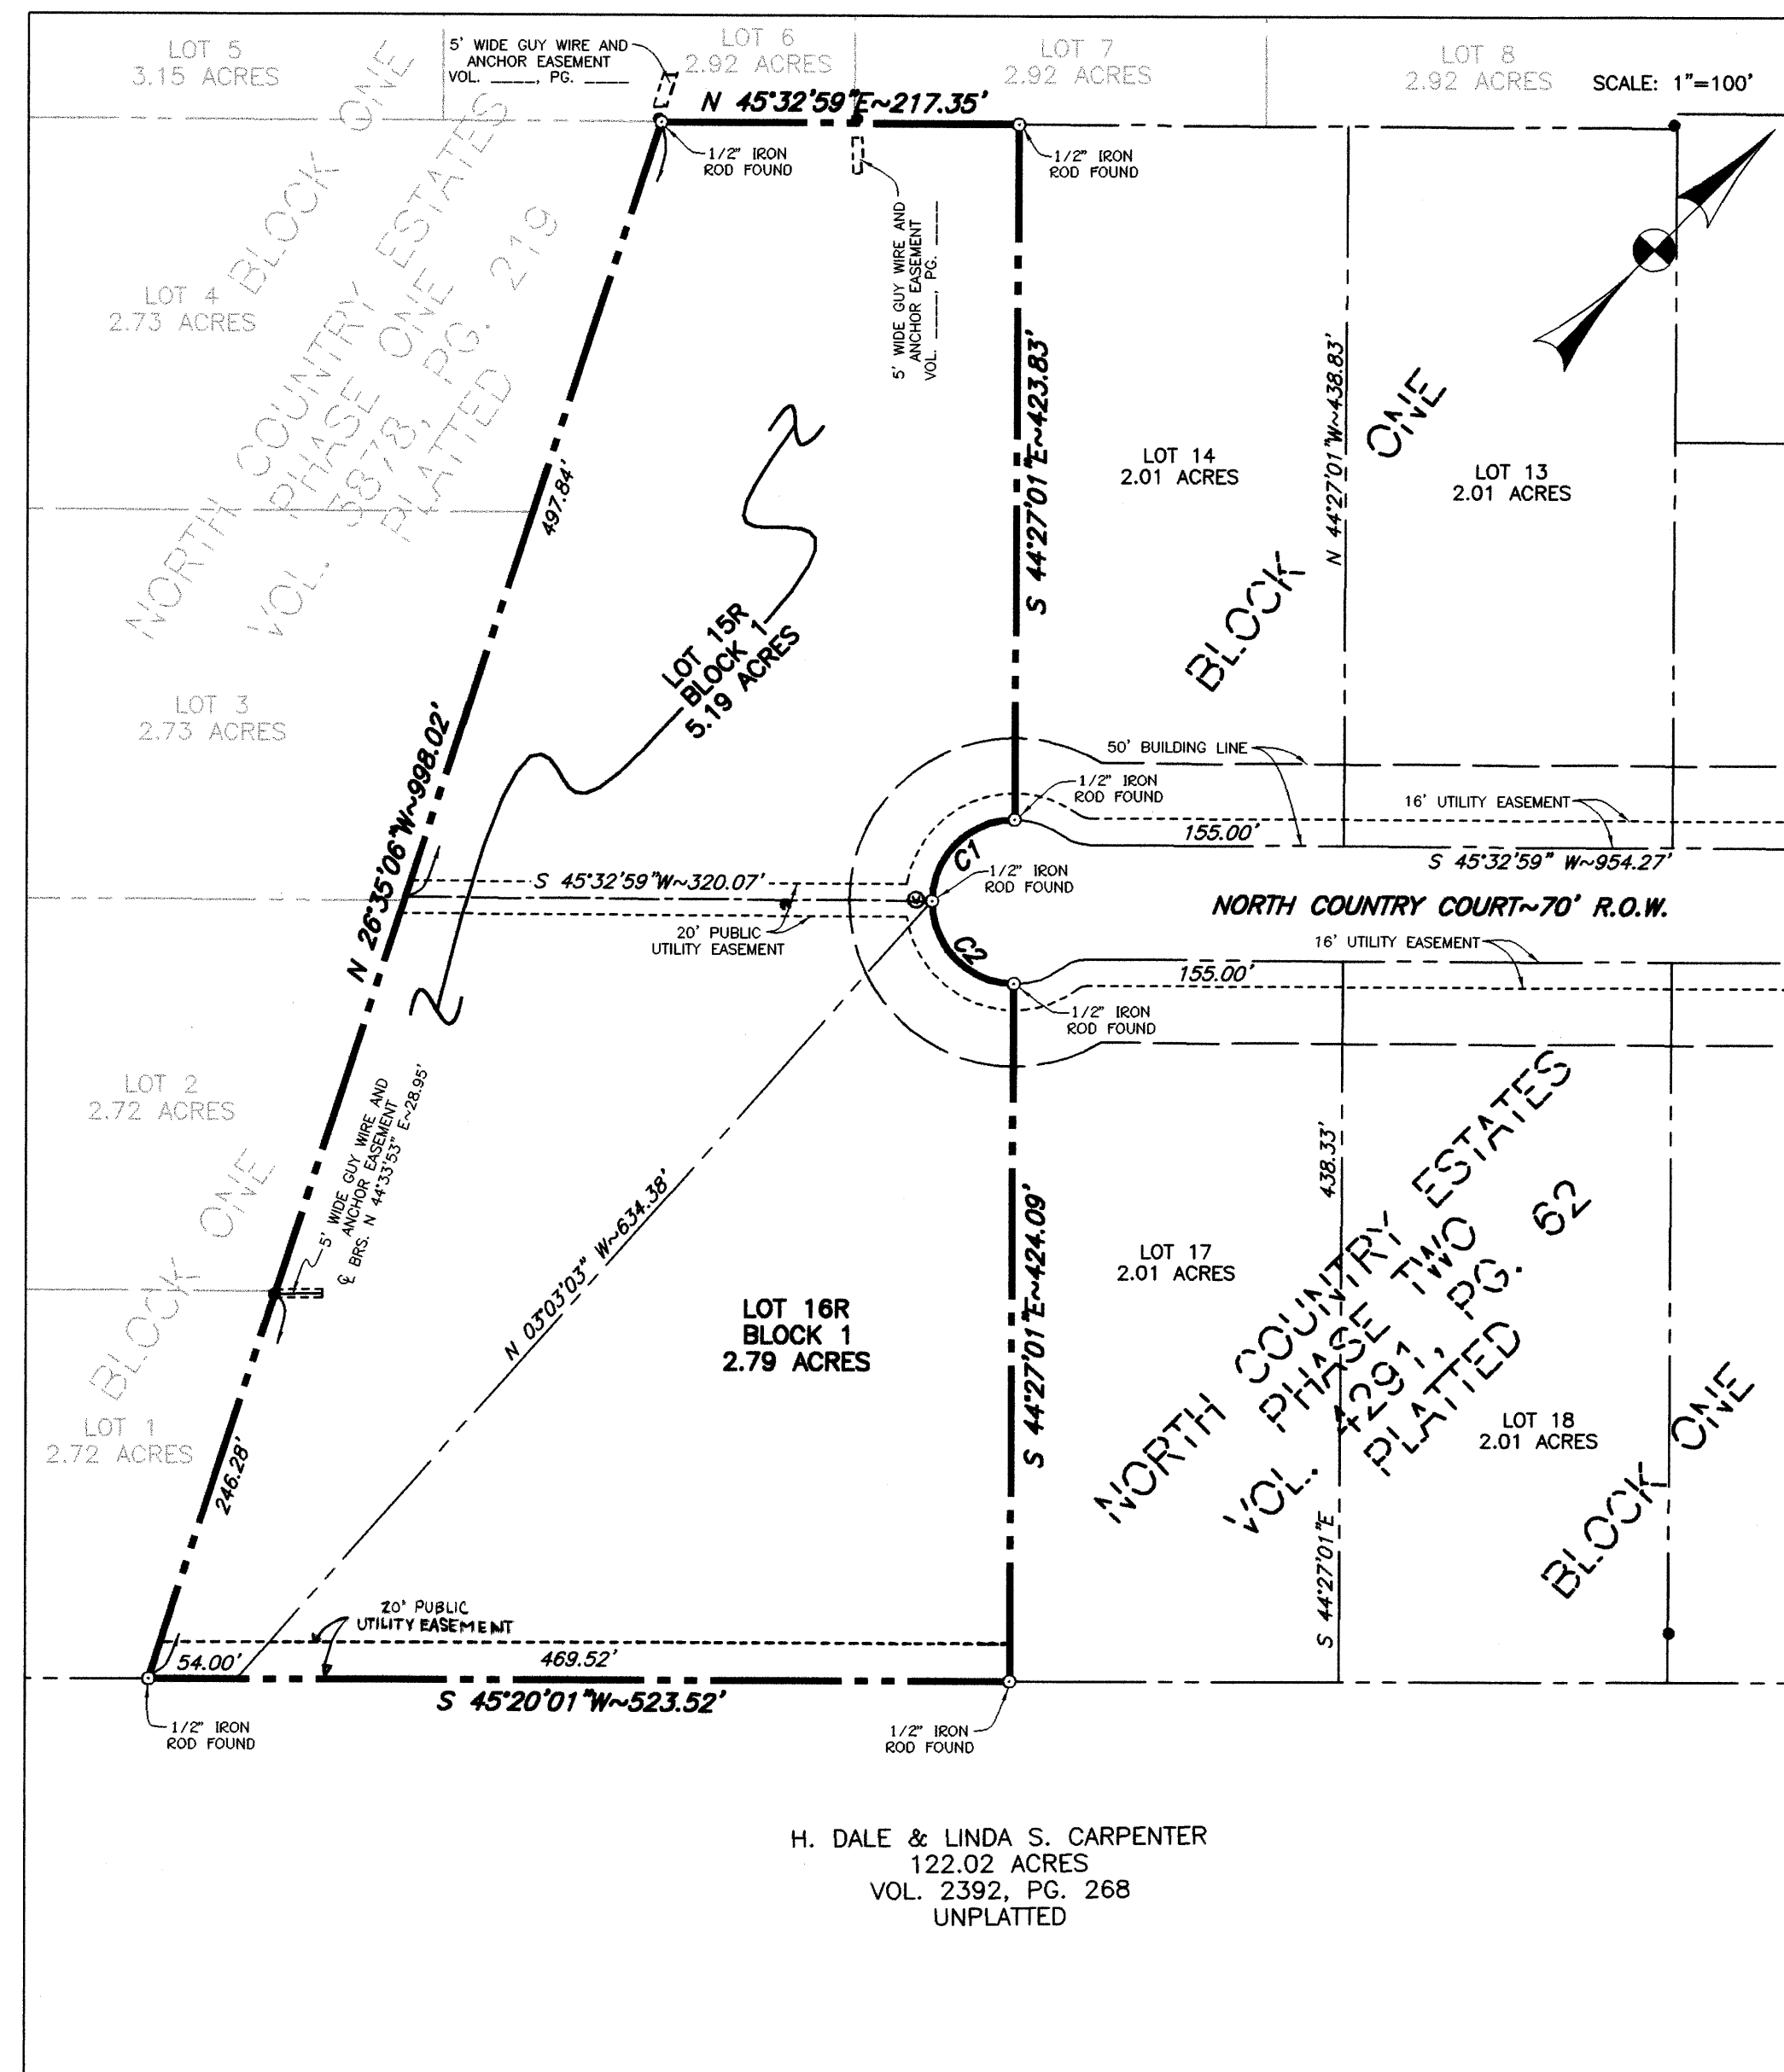 LOT 5
3.15 ACRES
5' WIDE GUY WIRE AND
ANCHOR EASEMENT
VOL. ____, PG. ____
LOT 6
2.92 ACRES
LOT 7
2.92 ACRES
LOT 8
2.92 ACRES
SCALE: 1"=100'
N 45°32'59"E~217.35'
1/2" IRON
ROD FOUND
1/2" IRON
ROD FOUND
5' WIDE GUY WIRE AND
ANCHOR EASEMENT
VOL. ____, PG. ____
BLOCK ONE
NORTH COUNTRY ESTATES
PHASE ONE
VOL. 3878, PG. 219
PLATTED
LOT 4
2.73 ACRES
497.84'
S 44°27'01"E~423.83'
N 44°27'01"W~438.83'
LOT 14
2.01 ACRES
LOT 13
2.01 ACRES
BLOCK ONE
LOT 15R
BLOCK 1
5.19 ACRES
LOT 3
2.73 ACRES
N 26°35'06"W~998.02'
50' BUILDING LINE
1/2" IRON
ROD FOUND
16' UTILITY EASEMENT
155.00'
S 45°32'59" W~954.27'
C1
1/2" IRON
ROD FOUND
S 45°32'59"W~320.07'
NORTH COUNTRY COURT~70' R.O.W.
20' PUBLIC
UTILITY EASEMENT
C2
16' UTILITY EASEMENT
155.00'
1/2" IRON
ROD FOUND
LOT 2
2.72 ACRES
5' WIDE GUY WIRE AND
ANCHOR EASEMENT
℄ BRS. N 44°33'53" E~28.95'
N 03°03'03" W~634.38'
S 44°27'01"E~424.09'
438.33'
S 44°27'01"E
LOT 17
2.01 ACRES
NORTH COUNTRY ESTATES
PHASE TWO
VOL. 4291, PG. 62
PLATTED
BLOCK ONE
LOT 16R
BLOCK 1
2.79 ACRES
LOT 1
2.72 ACRES
246.28'
LOT 18
2.01 ACRES
BLOCK ONE
20' PUBLIC
UTILITY EASEMENT
54.00'
469.52'
S 45°20'01"W~523.52'
1/2" IRON
ROD FOUND
1/2" IRON
ROD FOUND
H. DALE & LINDA S. CARPENTER
122.02 ACRES
VOL. 2392, PG. 268
UNPLATTED